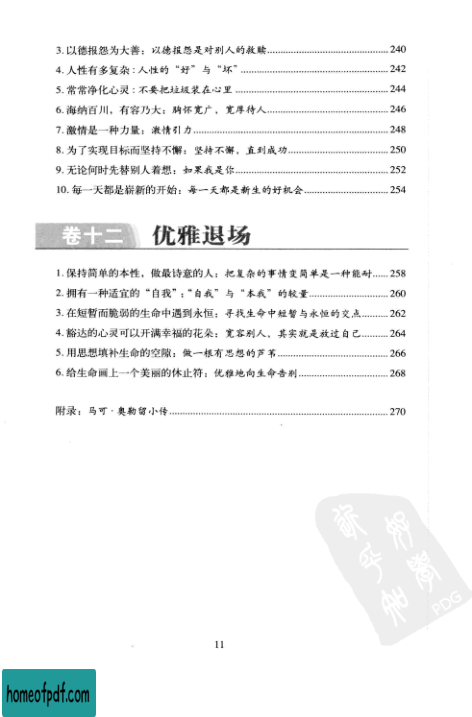 3. 以德报怨为大善：以德报怨是对别人的救赎……240
4. 人性有多复杂：人性的“好”与“坏”……242
5. 常常净化心灵：不要把垃圾装在心里……244
6. 海纳百川，有容乃大：胸怀宽广，宽厚待人……246
7. 激情是一种力量：激情引力……248
8. 为了实现目标而坚持不懈：坚持不懈，直到成功……250
9. 无论何时先替别人着想：如果我是你……252
10. 每一天都是崭新的开始：每一天都是新生的好机会……254
卷十二 优雅退场
1. 保持简单的本性，做最诗意的人：把复杂的事情变简单是一种能耐……258
2. 拥有一种适宜的“自我”：“自我”与“本我”的较量……260
3. 在短暂而脆弱的生命中遇到永恒：寻找生命中短暂与永恒的交点……262
4. 豁达的心灵可以开满幸福的花朵：宽容别人，其实就是放过自己……264
5. 用思想填补生命的空隙：做一根有思想的芦苇……266
6. 给生命画上一个美丽的休止符：优雅地向生命告别……268
附录：马可·奥勒留小传……270
PDG
11
homeofpdf.com